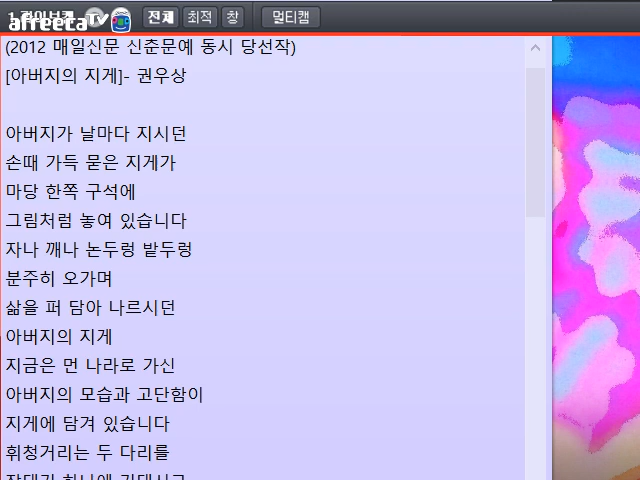 afreecaTV
전체 최적 창 멀티캠
(2012 매일신문 신춘문예 동시 당선작)
[아버지의 지게]- 권우상
아버지가 날마다 지시던
손때 가득 묻은 지게가
마당 한쪽 구석에
그림처럼 놓여 있습니다
자나 깨나 논두렁 밭두렁
분주히 오가며
삶을 퍼 담아 나르시던
아버지의 지게
지금은 먼 나라로 가신
아버지의 모습과 고단함이
지게에 담겨 있습니다
휘청거리는 두 다리를